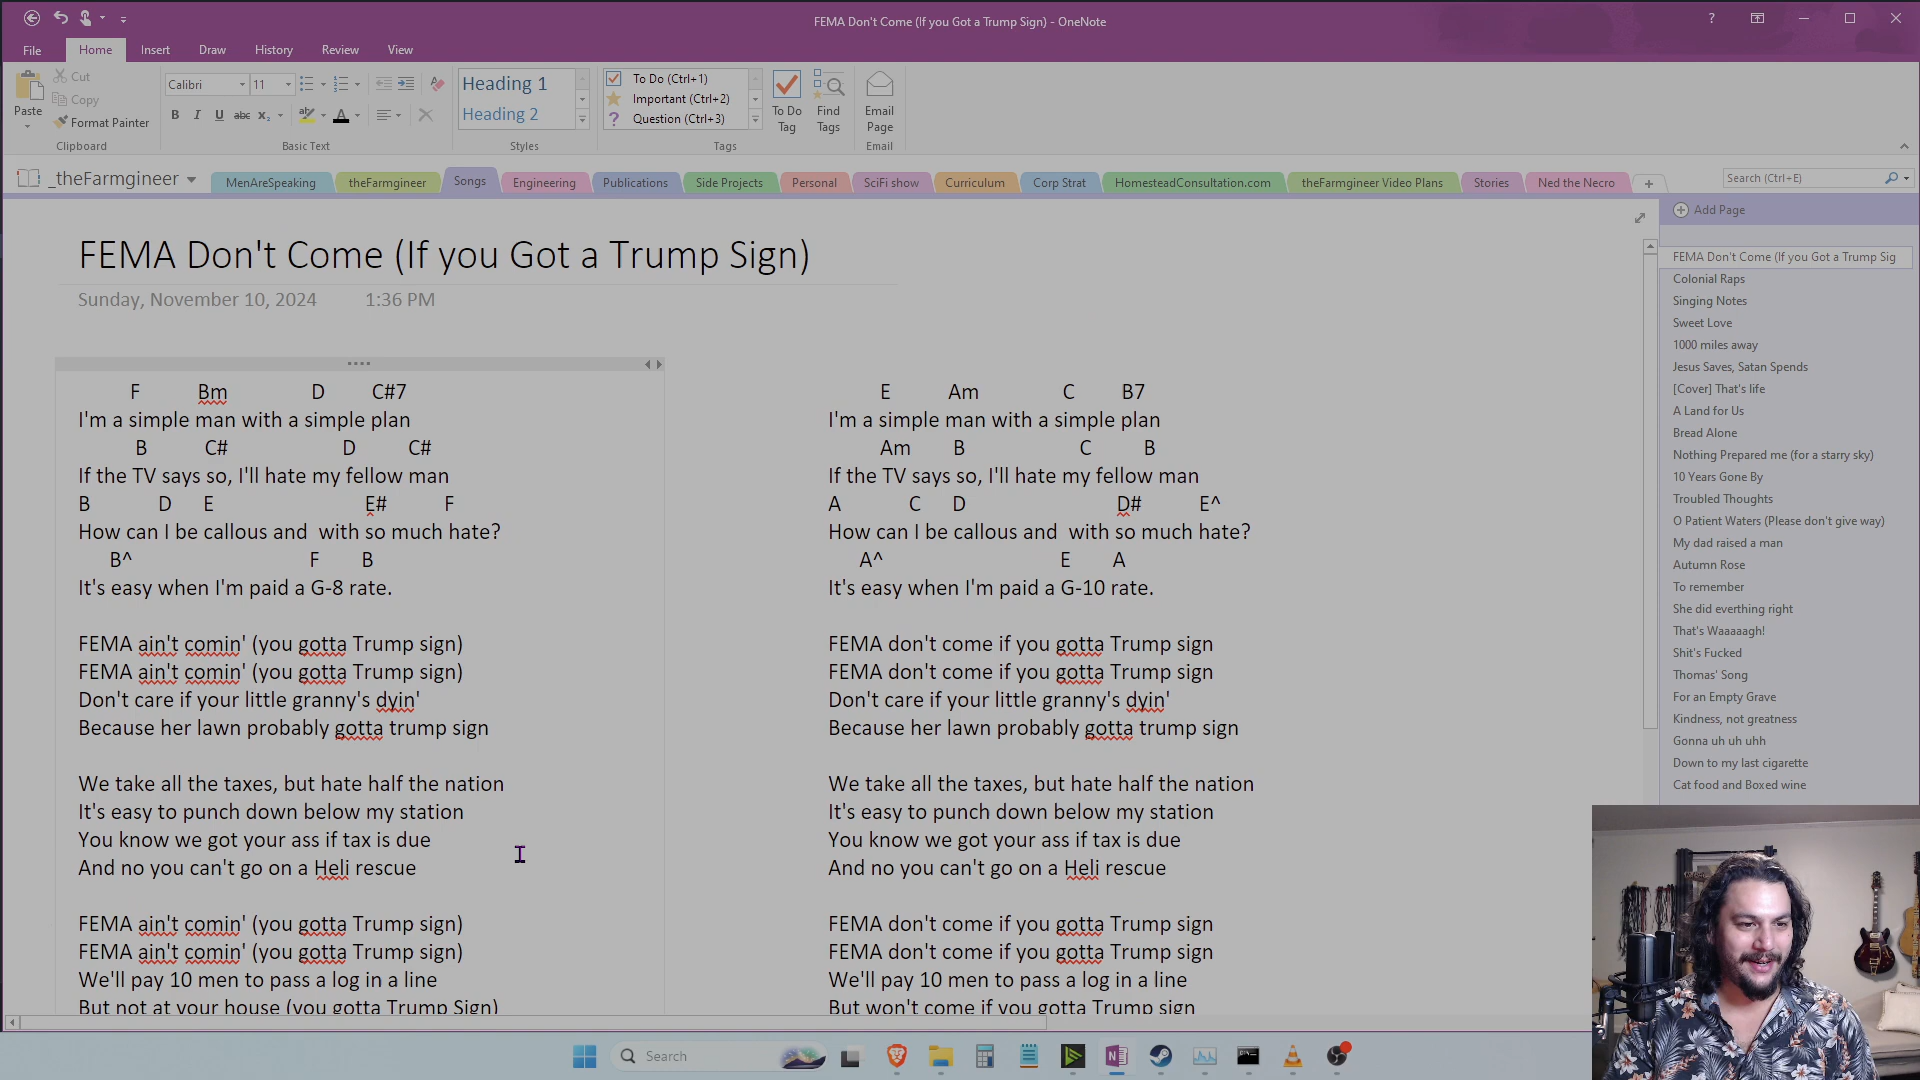 FEMA Don't Come (If you Got a Trump Sign) - OneNote
?
File Home Insert Draw History Review View
Paste
Cut
Copy
Format Painter
Clipboard
Calibri 11
B I U abc x₂ A
Basic Text
Heading 1
Heading 2
Styles
To Do (Ctrl+1)
Important (Ctrl+2)
? Question (Ctrl+3)
To Do
Tag
Find
Tags
Tags
Email
Page
Email
_theFarmgineer
MenAreSpeaking theFarmgineer Songs Engineering Publications Side Projects Personal SciFi show Curriculum Corp Strat HomesteadConsultation.com theFarmgineer Video Plans Stories Ned the Necro +
Search (Ctrl+E)
FEMA Don't Come (If you Got a Trump Sign)
Sunday, November 10, 2024 1:36 PM
F Bm D C#7
I'm a simple man with a simple plan
B C# D C#
If the TV says so, I'll hate my fellow man
B D E E# F
How can I be callous and  with so much hate?
B^ F B
It's easy when I'm paid a G-8 rate.
FEMA ain't comin' (you gotta Trump sign)
FEMA ain't comin' (you gotta Trump sign)
Don't care if your little granny's dyin'
Because her lawn probably gotta trump sign
We take all the taxes, but hate half the nation
It's easy to punch down below my station
You know we got your ass if tax is due
And no you can't go on a Heli rescue
FEMA ain't comin' (you gotta Trump sign)
FEMA ain't comin' (you gotta Trump sign)
We'll pay 10 men to pass a log in a line
But not at your house (you gotta Trump Sign)
E Am C B7
I'm a simple man with a simple plan
Am B C B
If the TV says so, I'll hate my fellow man
A C D D# E^
How can I be callous and  with so much hate?
A^ E A
It's easy when I'm paid a G-10 rate.
FEMA don't come if you gotta Trump sign
FEMA don't come if you gotta Trump sign
Don't care if your little granny's dyin'
Because her lawn probably gotta trump sign
We take all the taxes, but hate half the nation
It's easy to punch down below my station
You know we got your ass if tax is due
And no you can't go on a Heli rescue
FEMA don't come if you gotta Trump sign
FEMA don't come if you gotta Trump sign
We'll pay 10 men to pass a log in a line
But won't come if you gotta Trump sign
Add Page
FEMA Don't Come (If you Got a Trump Sig
Colonial Raps
Singing Notes
Sweet Love
1000 miles away
Jesus Saves, Satan Spends
[Cover] That's life
A Land for Us
Bread Alone
Nothing Prepared me (for a starry sky)
10 Years Gone By
Troubled Thoughts
O Patient Waters (Please don't give way)
My dad raised a man
Autumn Rose
To remember
She did everthing right
That's Waaaaagh!
Shit's Fucked
Thomas' Song
For an Empty Grave
Kindness, not greatness
Gonna uh uh uhh
Down to my last cigarette
Cat food and Boxed wine
Search